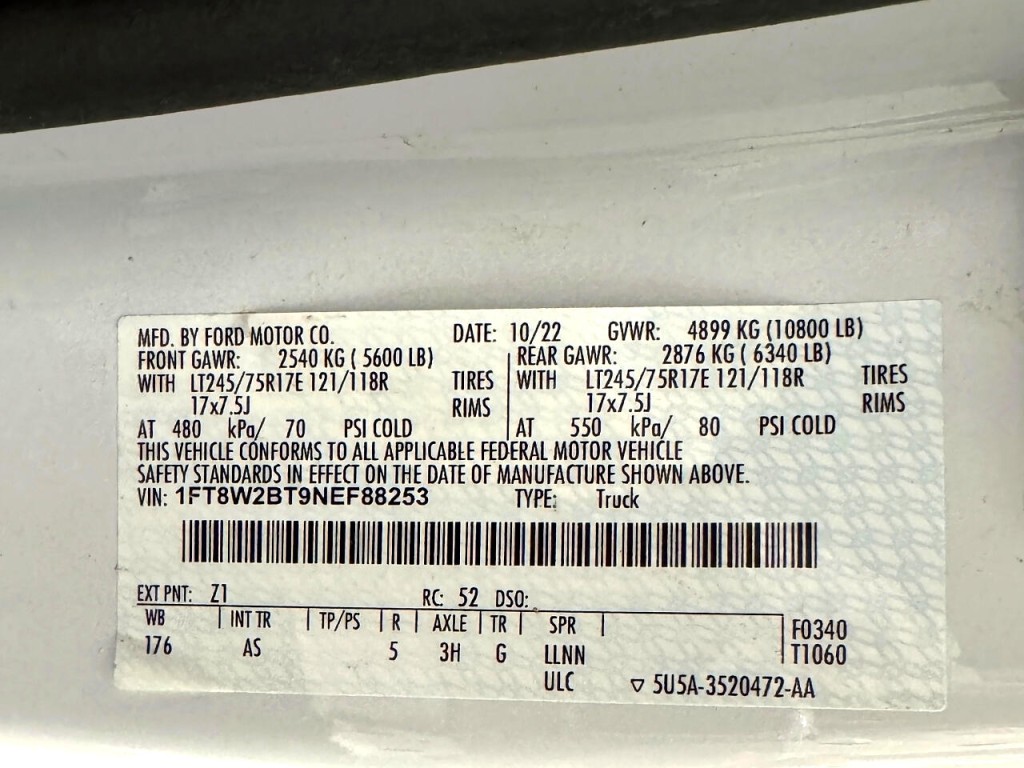 MFD. BY FORD MOTOR CO. DATE: 10/22 GVWR: 4899 KG (10800 LB)
FRONT GAWR: 2540 KG ( 5600 LB) REAR GAWR: 2876 KG ( 6340 LB)
WITH LT245/75R17E 121/118R TIRES WITH LT245/75R17E 121/118R TIRES
17x7.5J RIMS 17x7.5J RIMS
AT 480 kPa/ 70 PSI COLD AT 550 kPa/ 80 PSI COLD
THIS VEHICLE CONFORMS TO ALL APPLICABLE FEDERAL MOTOR VEHICLE
SAFETY STANDARDS IN EFFECT ON THE DATE OF MANUFACTURE SHOWN ABOVE.
VIN: 1FT8W2BT9NEF88253 TYPE: Truck
EXT PNT: Z1 RC: 52 DSO:
WB INT TR TP/PS R AXLE TR SPR F0340
176 AS 5 3H G LLNN T1060
ULC ▽ 5U5A-3520472-AA